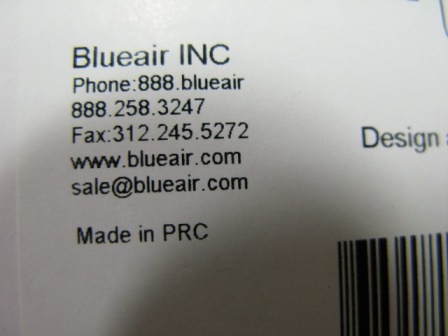 Blueair INC
Phone:888.blueair
888.258.3247
Fax:312.245.5272
www.blueair.com
sale@blueair.com
Design
Made in PRC